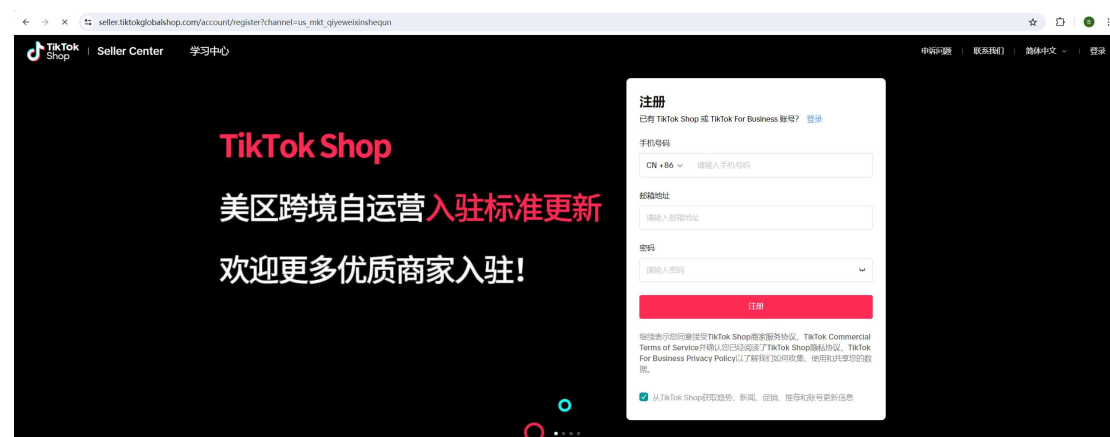 seller.tiktokglobalshop.com/account/register?channel=us_mkt_qiyeweixinshequn
TikTok Shop | Seller Center 学习中心 申诉问题 | 联系我们 | 简体中文 | 登录
注册
已有 TikTok Shop 或 TikTok For Business 账号? 登录
手机号码
CN +86 请输入手机号码
邮箱地址
请输入邮箱地址
密码
请输入密码
注册
继续表示您同意接受TikTok Shop商家服务协议，TikTok Commercial
Terms of Service并确认您已经阅读了TikTok Shop隐私协议，TikTok
For Business Privacy Policy以了解我们如何收集、使用和共享您的数
据。
从TikTok Shop获取趋势、新闻、促销、推荐和账号更新信息
TikTok Shop
美区跨境自运营入驻标准更新
欢迎更多优质商家入驻！